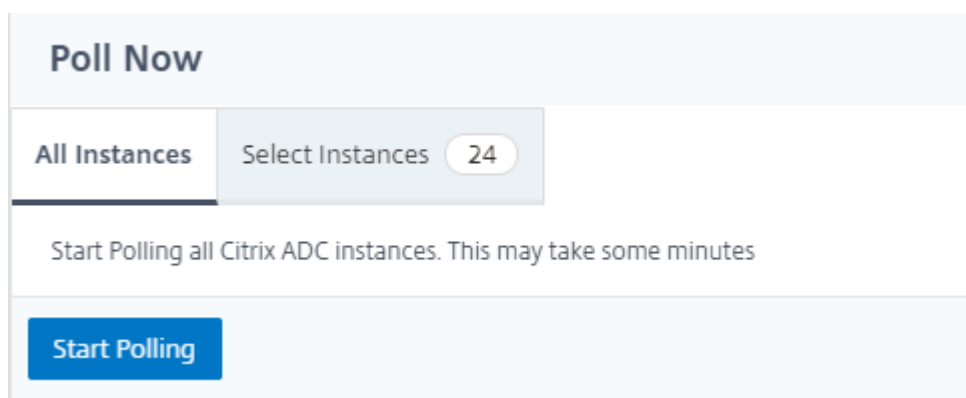 Poll Now
All Instances Select Instances 24
Start Polling all Citrix ADC instances. This may take some minutes
Start Polling